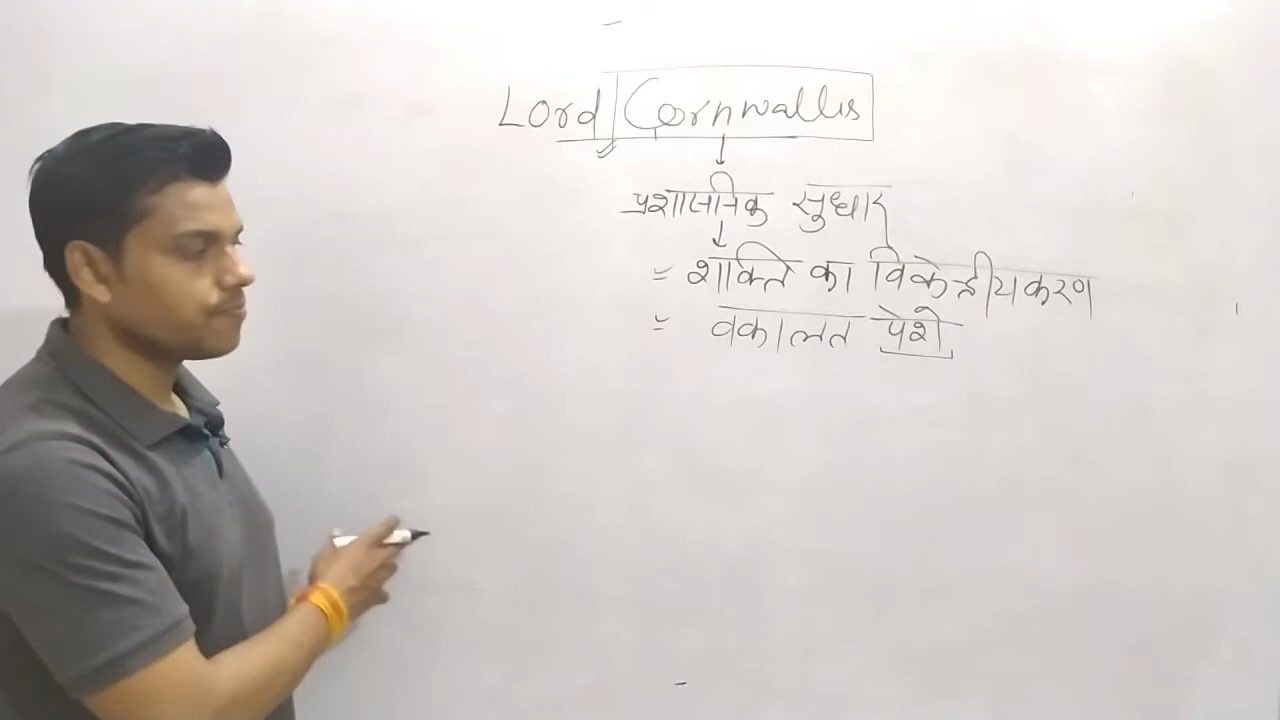 Lord Cornwallis
प्रशासनिक सुधार
= शक्ति का विकेन्द्रीयकरण
= वकालत पेशे